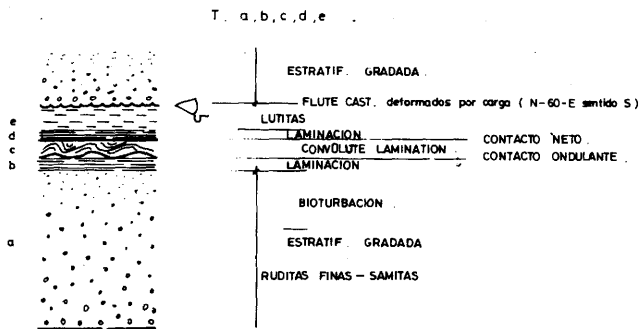 T. a,b,c,d,e .
ESTRATIF. GRADADA.
FLUTE CAST. deformados por carga ( N-60-E sentido S)
e
LUTITAS
d
LAMINACION
CONTACTO NETO.
c
CONVOLUTE LAMINATION.
CONTACTO ONDULANTE.
b
LAMINACION
BIOTURBACION
a
ESTRATIF. GRADADA
RUDITAS FINAS - SAMITAS